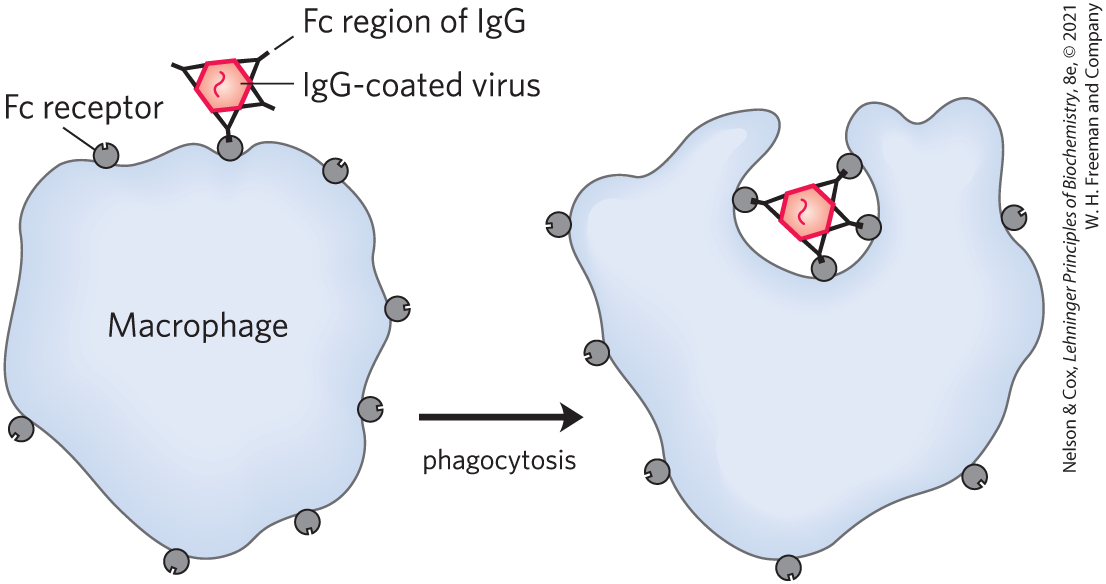 Fc region of IgG
IgG-coated virus
Fc receptor
Macrophage
phagocytosis
Nelson & Cox, Lehninger Principles of Biochemistry, 8e, © 2021
W. H. Freeman and Company